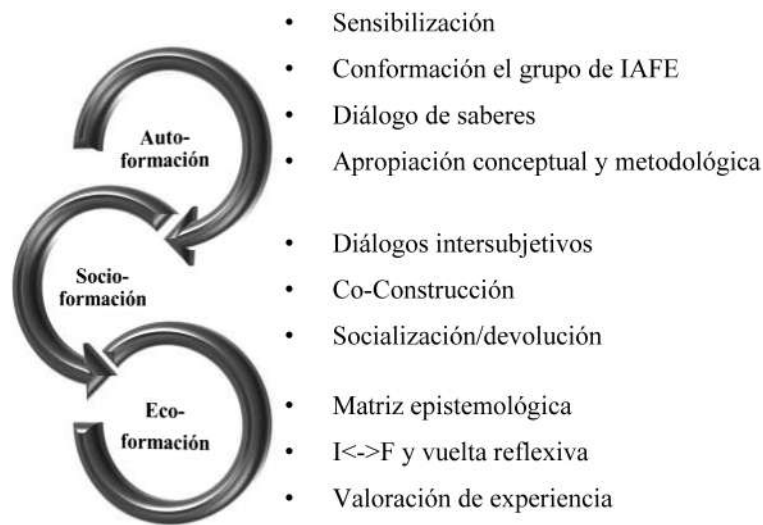 Auto-
formación
• Sensibilización
• Conformación el grupo de IAFE
• Diálogo de saberes
• Apropiación conceptual y metodológica
Socio-
formación
• Diálogos intersubjetivos
• Co-Construcción
• Socialización/devolución
Eco-
formación
• Matriz epistemológica
• I<->F y vuelta reflexiva
• Valoración de experiencia